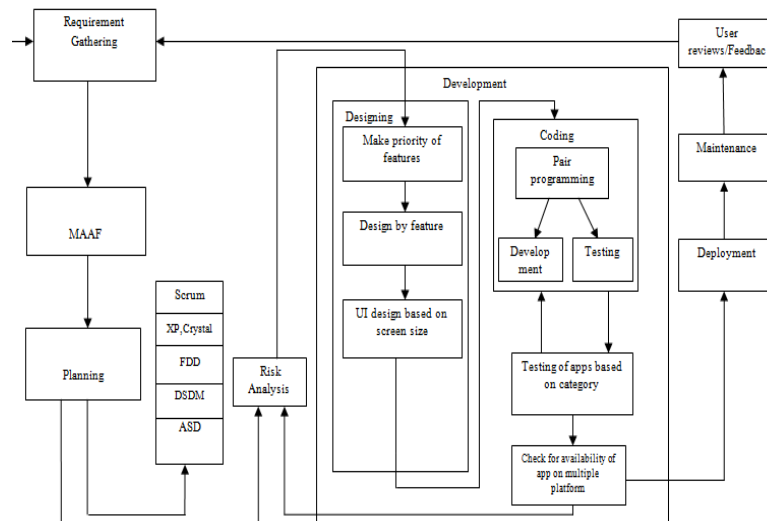 Requirement
Gathering
User
reviews/Feedbac
Development
Designing
Make priority of
features
Coding
Pair
programming
Maintenance
MAAF
Design by feature
Develop
ment
Testing
Deployment
Scrum
XP,Crystal
FDD
DSDM
ASD
UI design based on
screen size
Planning
Risk
Analysis
Testing of apps based
on category
Check for availability of
app on multiple
platform